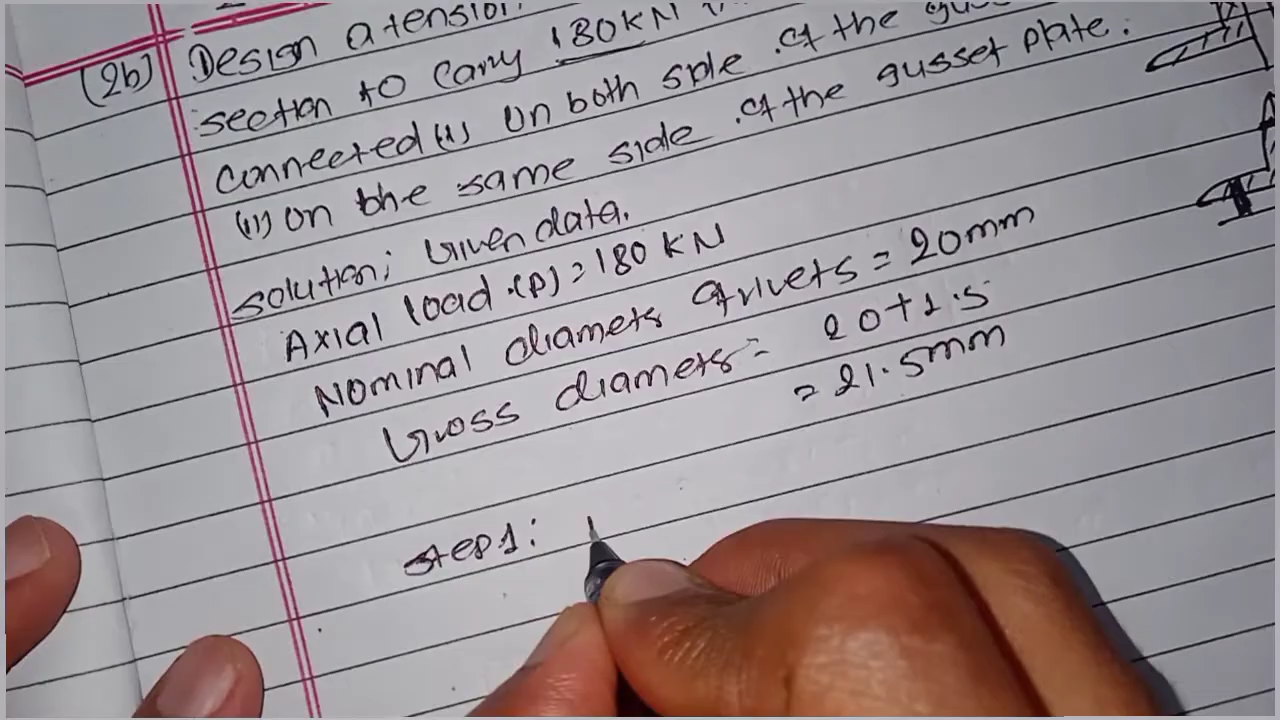 (2b) Design a tension
section to carry 180KN
connected (i) on both side of the gus
(ii) on the same side of the gusset plate.
solution; Given data.
Axial load (P) = 180 KN
Nominal diameter of rivets = 20mm
Gross diameter = 20+1.5
= 21.5mm
step1: